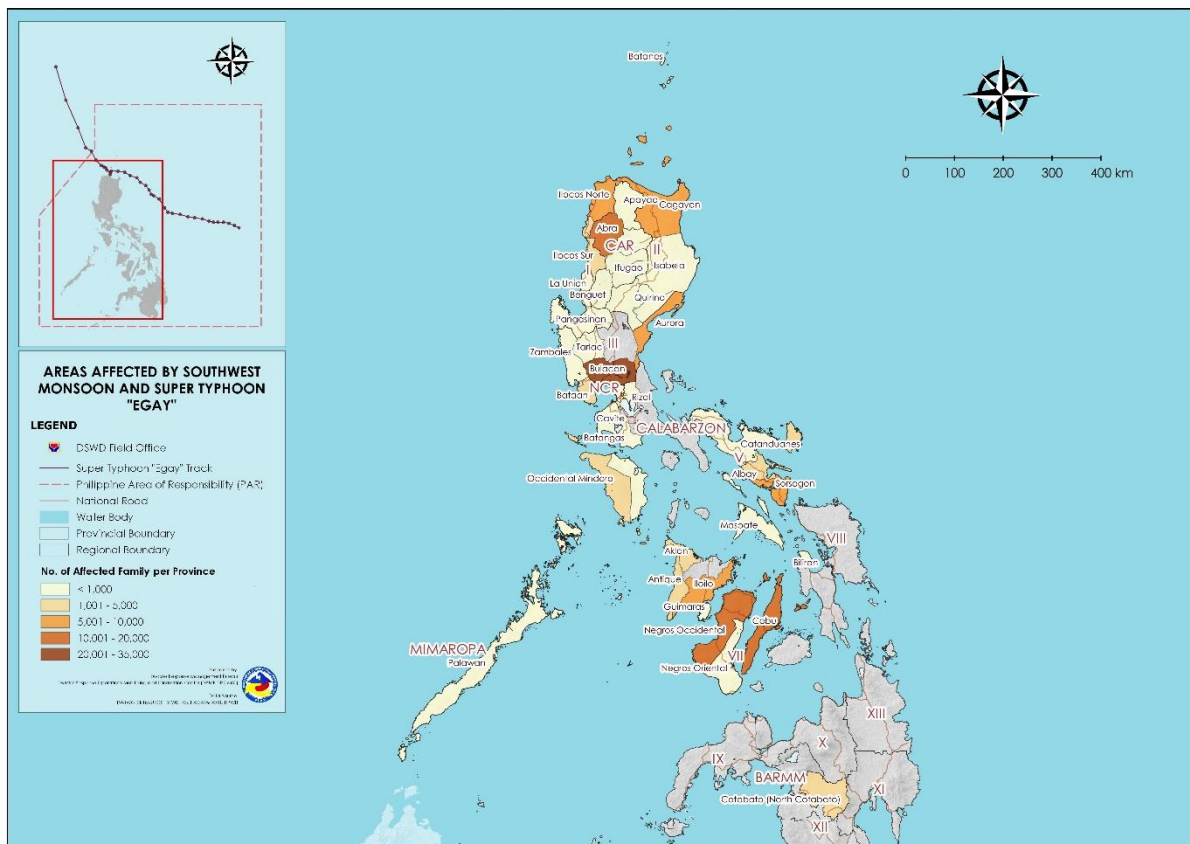 AREAS AFFECTED BY SOUTHWEST
MONSOON AND SUPER TYPHOON
"EGAY"
LEGEND
DSWD Field Office
Super Typhoon "Egay" Track
Philippine Area of Responsibility (PAR)
National Road
Water Body
Provincial Boundary
Regional Boundary
No. of Affected Family per Province
< 1,000
1,001 - 5,000
5,001 - 10,000
10,001 - 20,000
20,001 - 35,000
0 100 200 300 400 km
Batanes
Ilocos Norte
Apayao
Cagayan
Abra
CAR
II
Ilocos Sur
I
Ifugao
Isabela
La Union
Benguet
Quirino
Pangasinan
Aurora
III
Tarlac
Zambales
Bulacan
NCR
Bataan
Rizal
Cavite
CALABARZON
Batangas
Catanduanes
V
Albay
Occidental Mindoro
Sorsogon
Masbate
VIII
Aklan
Biliran
Antique
Iloilo
Guimaras
Cebu
Negros Occidental
MIMAROPA
VII
Palawan
Negros Oriental
XIII
X
IX
BARMM
XI
Cotabato (North Cotabato)
XII